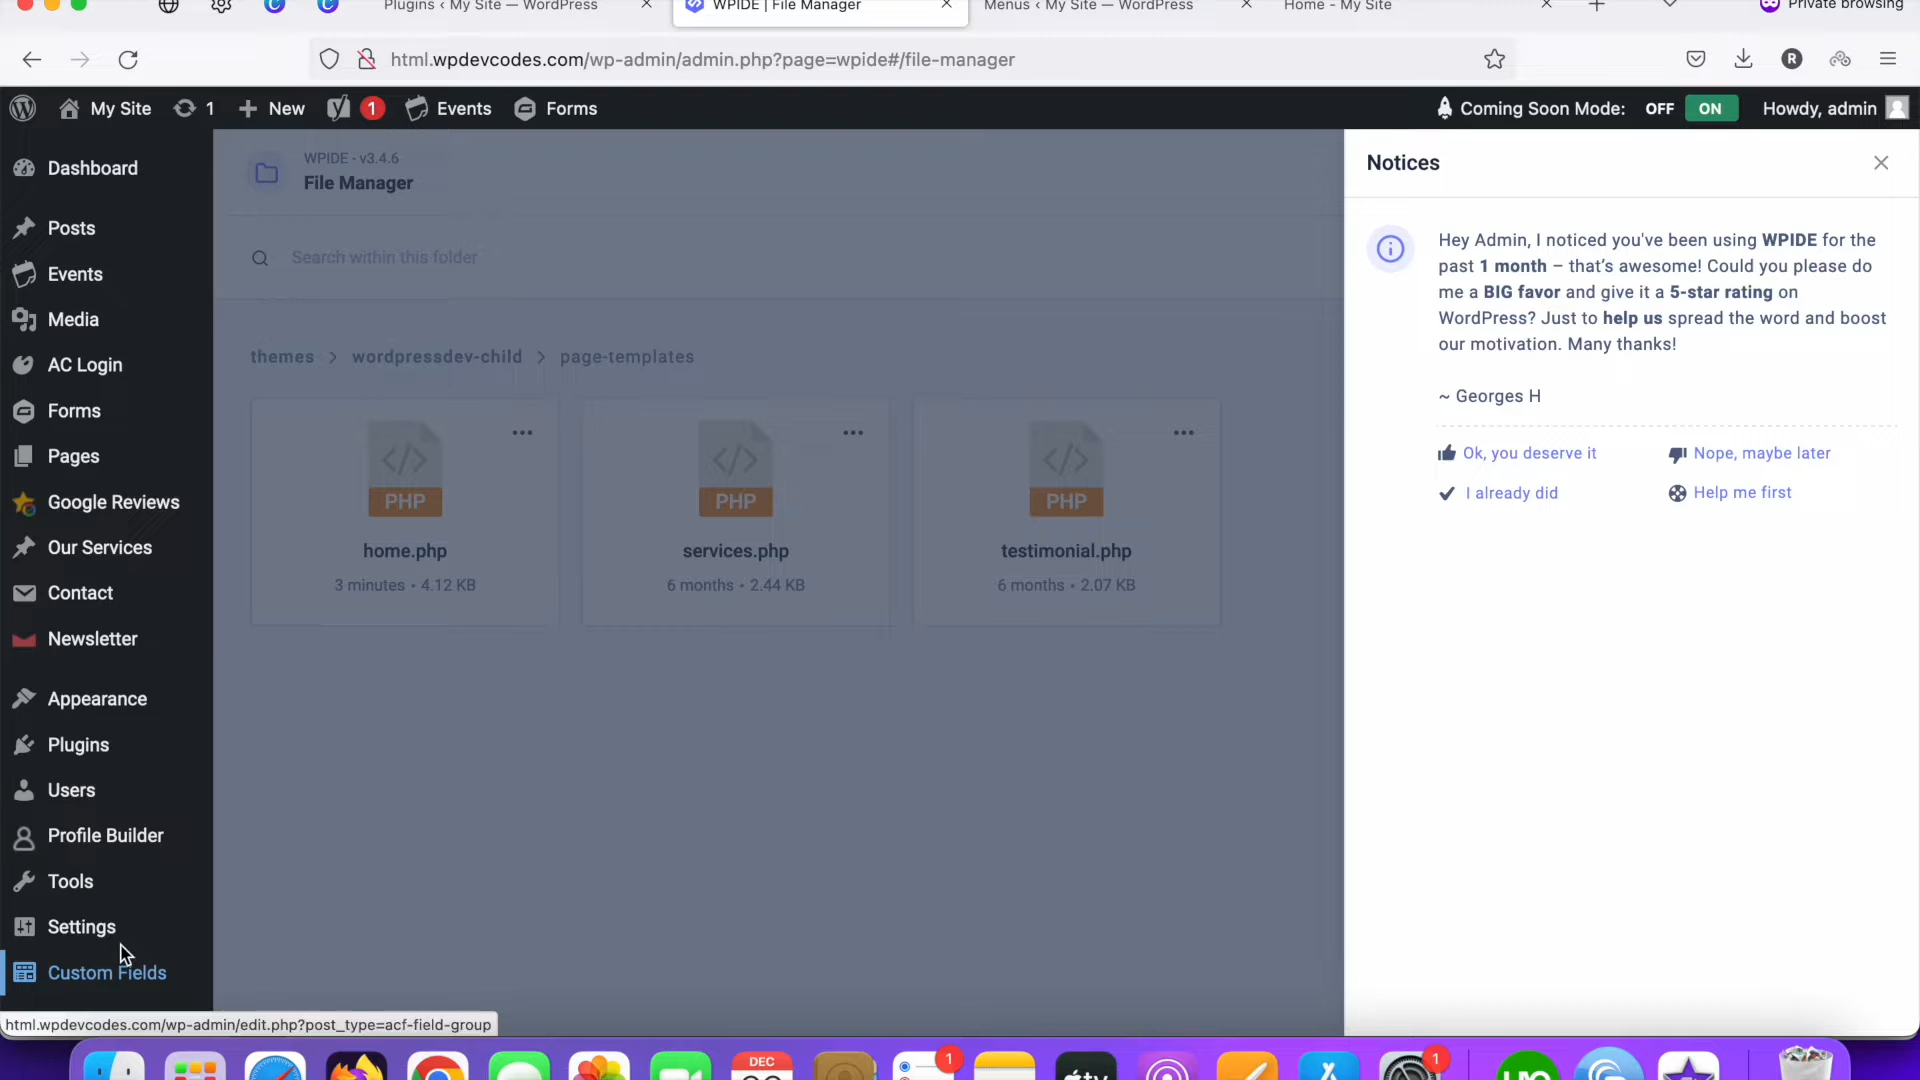 Plugins ‹ My Site — WordPress
WPIDE | File Manager
Menus ‹ My Site — WordPress
Home - My Site
Private browsing
html.wpdevcodes.com/wp-admin/admin.php?page=wpide#/file-manager
R
My Site
1
New
1
Events
Forms
Coming Soon Mode:
OFF
ON
Howdy, admin
Dashboard
Posts
Events
Media
AC Login
Forms
Pages
Google Reviews
Our Services
Contact
Newsletter
Appearance
Plugins
Users
Profile Builder
Tools
Settings
Custom Fields
WPIDE - v3.4.6
File Manager
Search within this folder
themes > wordpressdev-child > page-templates
PHP
home.php
3 minutes • 4.12 KB
PHP
services.php
6 months • 2.44 KB
PHP
testimonial.php
6 months • 2.07 KB
Notices
Hey Admin, I noticed you've been using WPIDE for the
past 1 month – that's awesome! Could you please do
me a BIG favor and give it a 5-star rating on
WordPress? Just to help us spread the word and boost
our motivation. Many thanks!
~ Georges H
Ok, you deserve it
Nope, maybe later
I already did
Help me first
html.wpdevcodes.com/wp-admin/edit.php?post_type=acf-field-group
DEC
1
1